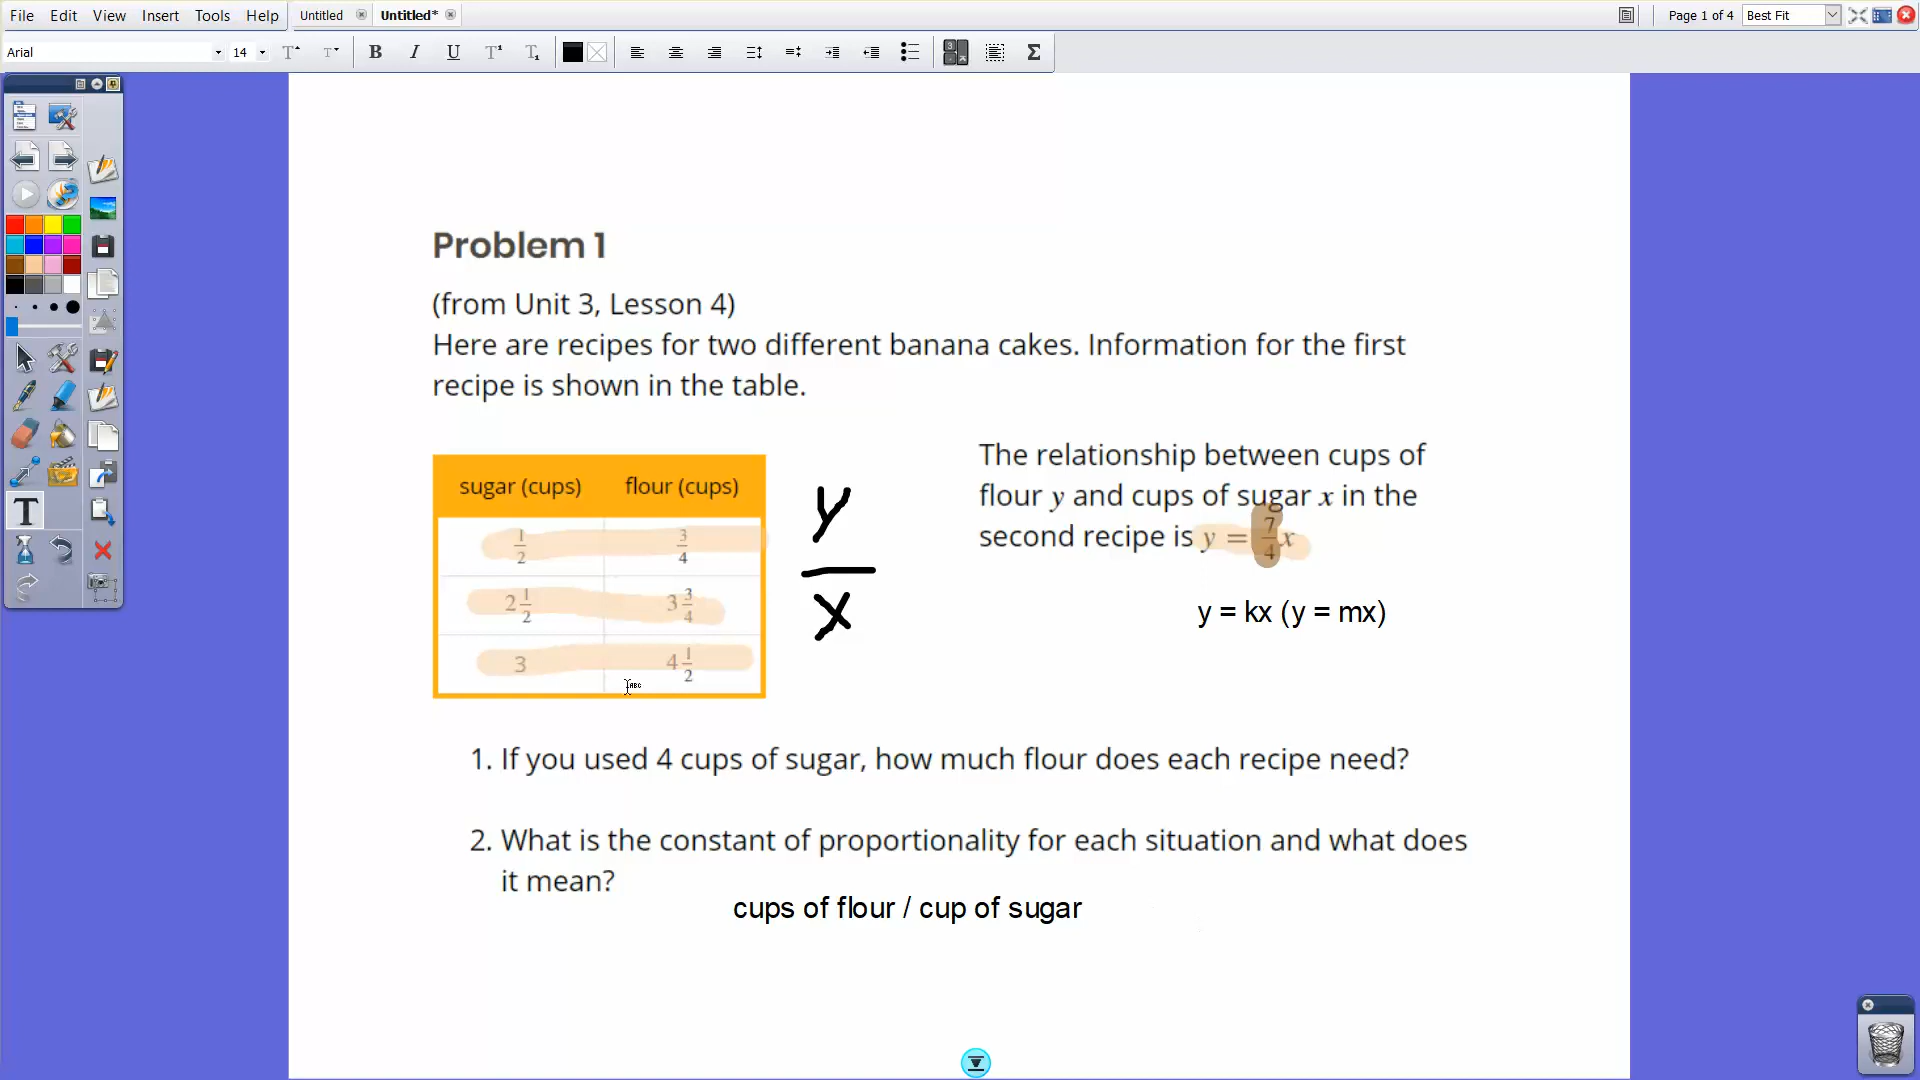 File Edit View Insert Tools Help Untitled Untitled* Page 1 of 4 Best Fit
Arial 14 B I U Σ
Problem 1
(from Unit 3, Lesson 4)
Here are recipes for two different banana cakes. Information for the first
recipe is shown in the table.
sugar (cups) flour (cups)
1/2 3/4
2 1/2 3 3/4
3 4 1/2
ABC
y
x
The relationship between cups of
flour y and cups of sugar x in the
second recipe is y = 7/4 x
y = kx (y = mx)
1. If you used 4 cups of sugar, how much flour does each recipe need?
2. What is the constant of proportionality for each situation and what does
it mean?
cups of flour / cup of sugar